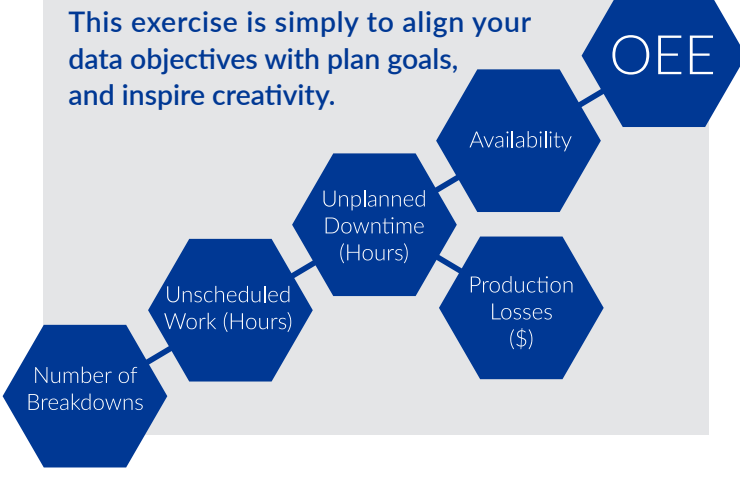 This exercise is simply to align your
data objectives with plan goals,
and inspire creativity.
OEE
Availability
Unplanned
Downtime
(Hours)
Production
Losses
($)
Unscheduled
Work (Hours)
Number of
Breakdowns